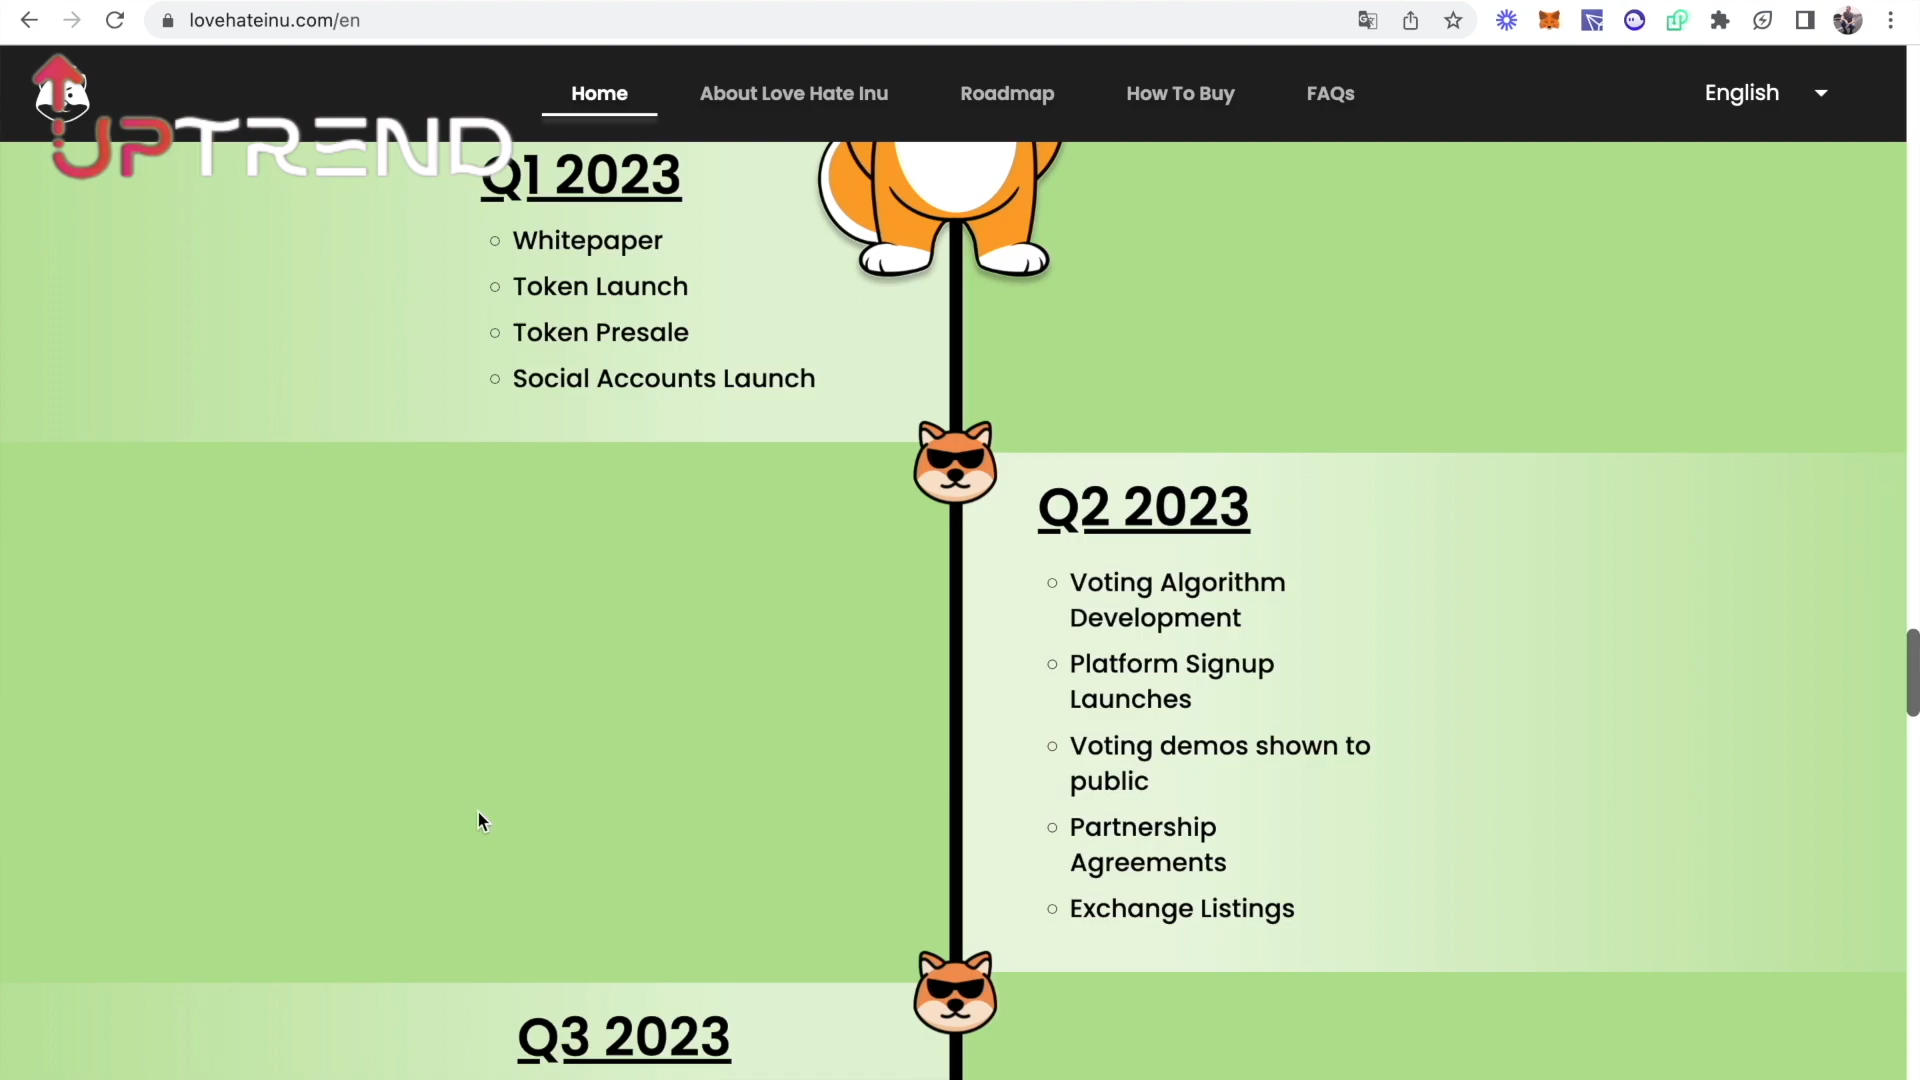 lovehateinu.com/en
Home
About Love Hate Inu
Roadmap
How To Buy
FAQs
English
UPTREND
Q1 2023
Whitepaper
Token Launch
Token Presale
Social Accounts Launch
Q2 2023
Voting Algorithm
Development
Platform Signup
Launches
Voting demos shown to
public
Partnership
Agreements
Exchange Listings
Q3 2023